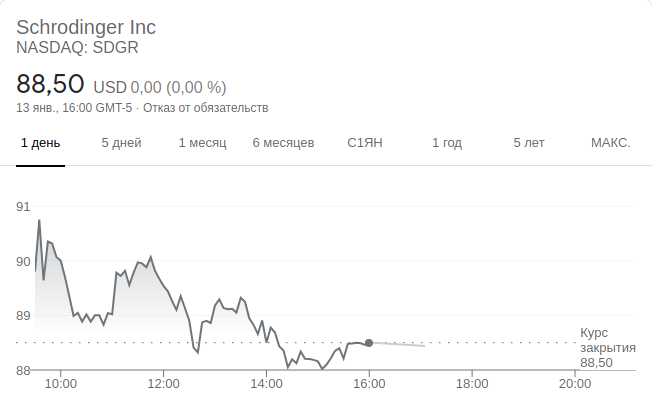 Schrodinger Inc
NASDAQ: SDGR
88,50 USD 0,00 (0,00 %)
13 янв., 16:00 GMT-5 · Отказ от обязательств
1 день 5 дней 1 месяц 6 месяцев С1ЯН 1 год 5 лет МАКС.
91
90
89
Курс
закрытия
88,50
88
10:00 12:00 14:00 16:00 18:00 20:00